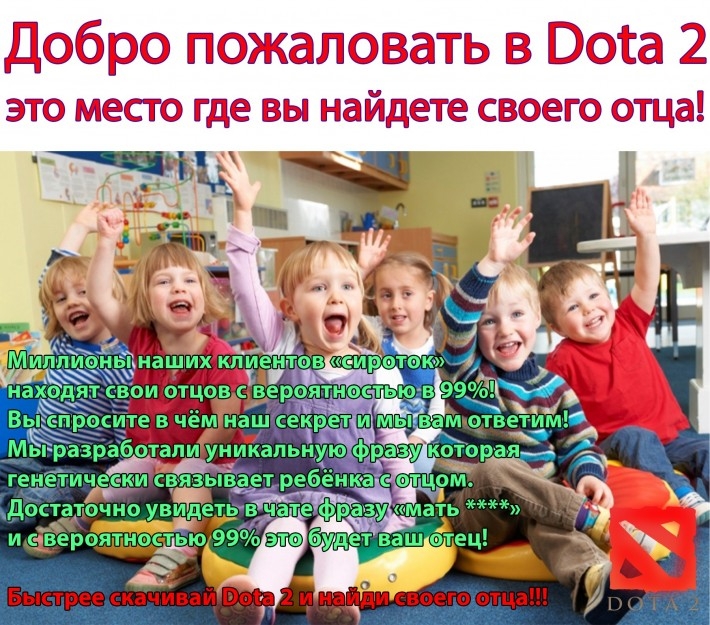 Добро пожаловать в Dota 2
это место где вы найдете своего отца!
Миллионы наших клиентов «сироток»
находят свои отцов с вероятностью в 99%!
Вы спросите в чём наш секрет и мы вам ответим!
Мы разработали уникальную фразу которая
генетически связывает ребёнка с отцом.
Достаточно увидеть в чате фразу «мать ****»
и с вероятностью 99% это будет ваш отец!
Быстрее скачивай Dota 2 и найди своего отца!!!
DOTA 2